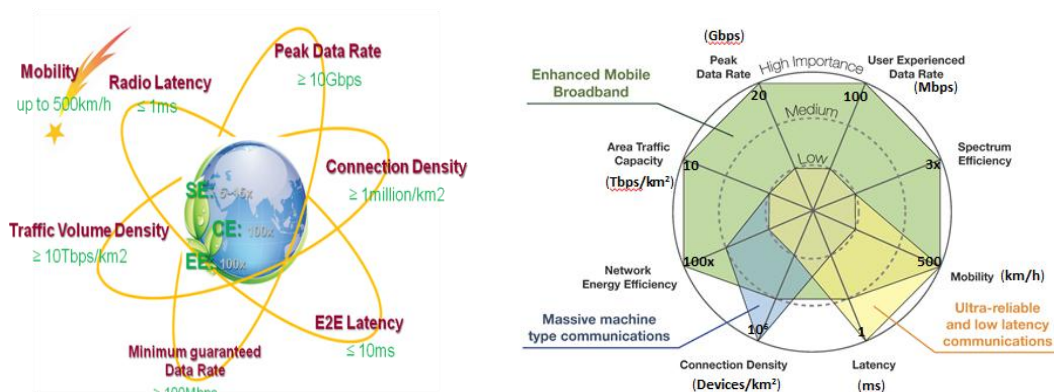 Mobility
up to 500km/h
Radio Latency
≤ 1ms
Peak Data Rate
≥ 10Gbps
Connection Density
≥ 1million/km2
SE:
CE: 100x
EE: 100x
Traffic Volume Density
≥ 10Tbps/km2
E2E Latency
≤ 10ms
Minimum guaranteed
Data Rate
≥ 100Mbps
(Gbps)
Peak
Data Rate
High Importance
User Experienced
Data Rate
(Mbps)
Enhanced Mobile
Broadband
20
100
Medium
Low
Area Traffic
Capacity
(Tbps/km²)
10
3x
Spectrum
Efficiency
Network
Energy Efficiency
100x
500
Mobility (km/h)
Massive machine
type communications
10⁶
1
Ultra-reliable
and low latency
communications
Connection Density
(Devices/km²)
Latency
(ms)